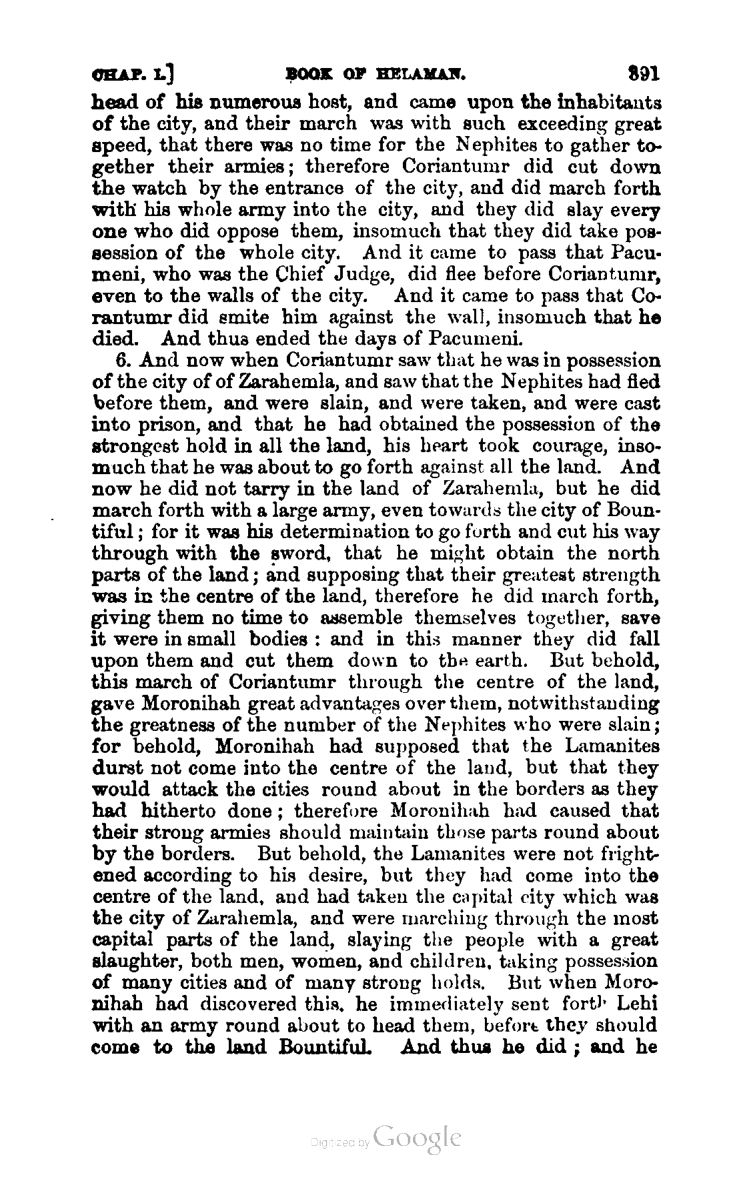 CHAP. I.] BOOK OF HELAMAN. 391
head of his numerous host, and came upon the inhabitants
of the city, and their march was with such exceeding great
speed, that there was no time for the Nephites to gather to-
gether their armies; therefore Coriantumr did cut down
the watch by the entrance of the city, and did march forth
with his whole army into the city, and they did slay every
one who did oppose them, insomuch that they did take pos-
session of the whole city. And it came to pass that Pacu-
meni, who was the Chief Judge, did flee before Coriantumr,
even to the walls of the city. And it came to pass that Co-
rantumr did smite him against the wall, insomuch that he
died. And thus ended the days of Pacumeni.
6. And now when Coriantumr saw that he was in possession
of the city of of Zarahemla, and saw that the Nephites had fled
before them, and were slain, and were taken, and were cast
into prison, and that he had obtained the possession of the
strongest hold in all the land, his heart took courage, inso-
much that he was about to go forth against all the land. And
now he did not tarry in the land of Zarahemla, but he did
march forth with a large army, even towards the city of Boun-
tiful; for it was his determination to go forth and cut his way
through with the sword, that he might obtain the north
parts of the land; and supposing that their greatest strength
was in the centre of the land, therefore he did march forth,
giving them no time to assemble themselves together, save
it were in small bodies: and in this manner they did fall
upon them and cut them down to the earth. But behold,
this march of Coriantumr through the centre of the land,
gave Moronihah great advantages over them, notwithstanding
the greatness of the number of the Nephites who were slain;
for behold, Moronihah had supposed that the Lamanites
durst not come into the centre of the land, but that they
would attack the cities round about in the borders as they
had hitherto done; therefore Moronihah had caused that
their strong armies should maintain those parts round about
by the borders. But behold, the Lamanites were not fright-
ened according to his desire, but they had come into the
centre of the land, and had taken the capital city which was
the city of Zarahemla, and were marching through the most
capital parts of the land, slaying the people with a great
slaughter, both men, women, and children, taking possession
of many cities and of many strong holds. But when Moro-
nihah had discovered this, he immediately sent forth Lehi
with an army round about to head them, before they should
come to the land Bountiful. And thus he did; and he
Digitized by Google